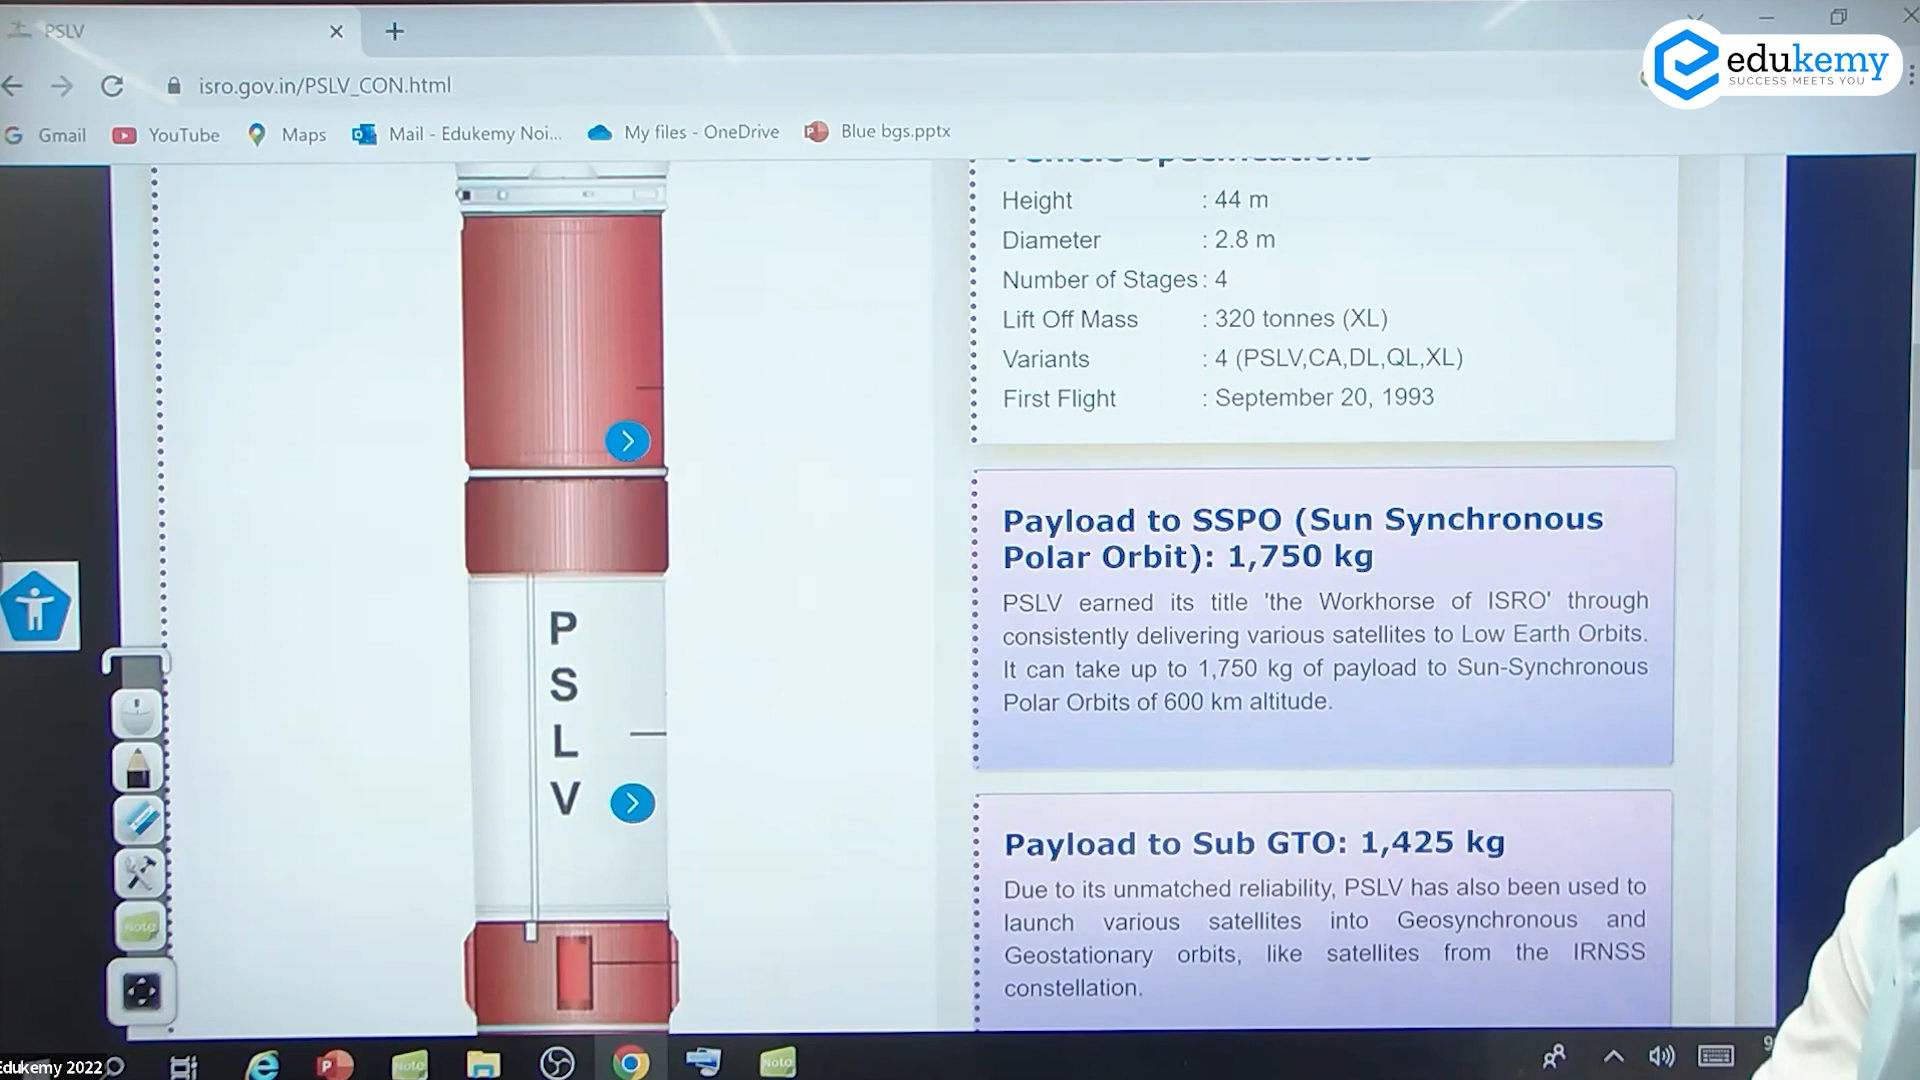 PSLV
edukemy
SUCCESS MEETS YOU
isro.gov.in/PSLV_CON.html
Gmail
YouTube
Maps
Mail - Edukemy Noi...
My files - OneDrive
Blue bgs.pptx
Vehicle Specifications
Height : 44 m
Diameter : 2.8 m
Number of Stages : 4
Lift Off Mass : 320 tonnes (XL)
Variants : 4 (PSLV,CA,DL,QL,XL)
First Flight : September 20, 1993
P
S
L
V
Payload to SSPO (Sun Synchronous
Polar Orbit): 1,750 kg
PSLV earned its title 'the Workhorse of ISRO' through
consistently delivering various satellites to Low Earth Orbits.
It can take up to 1,750 kg of payload to Sun-Synchronous
Polar Orbits of 600 km altitude.
Payload to Sub GTO: 1,425 kg
Due to its unmatched reliability, PSLV has also been used to
launch various satellites into Geosynchronous and
Geostationary orbits, like satellites from the IRNSS
constellation.
Note
Note
Note
dukemy 2022